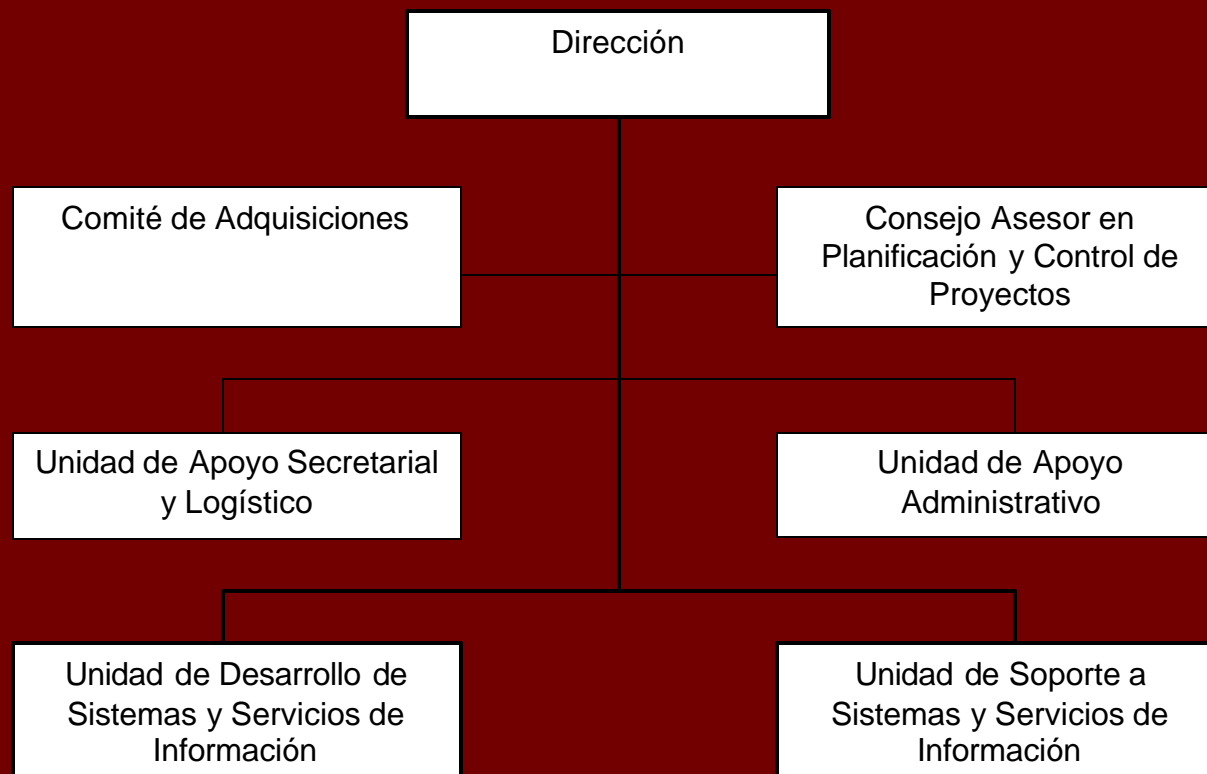 Dirección
Comité de Adquisiciones
Consejo Asesor en
Planificación y Control de
Proyectos
Unidad de Apoyo Secretarial
y Logístico
Unidad de Apoyo
Administrativo
Unidad de Desarrollo de
Sistemas y Servicios de
Información
Unidad de Soporte a
Sistemas y Servicios de
Información